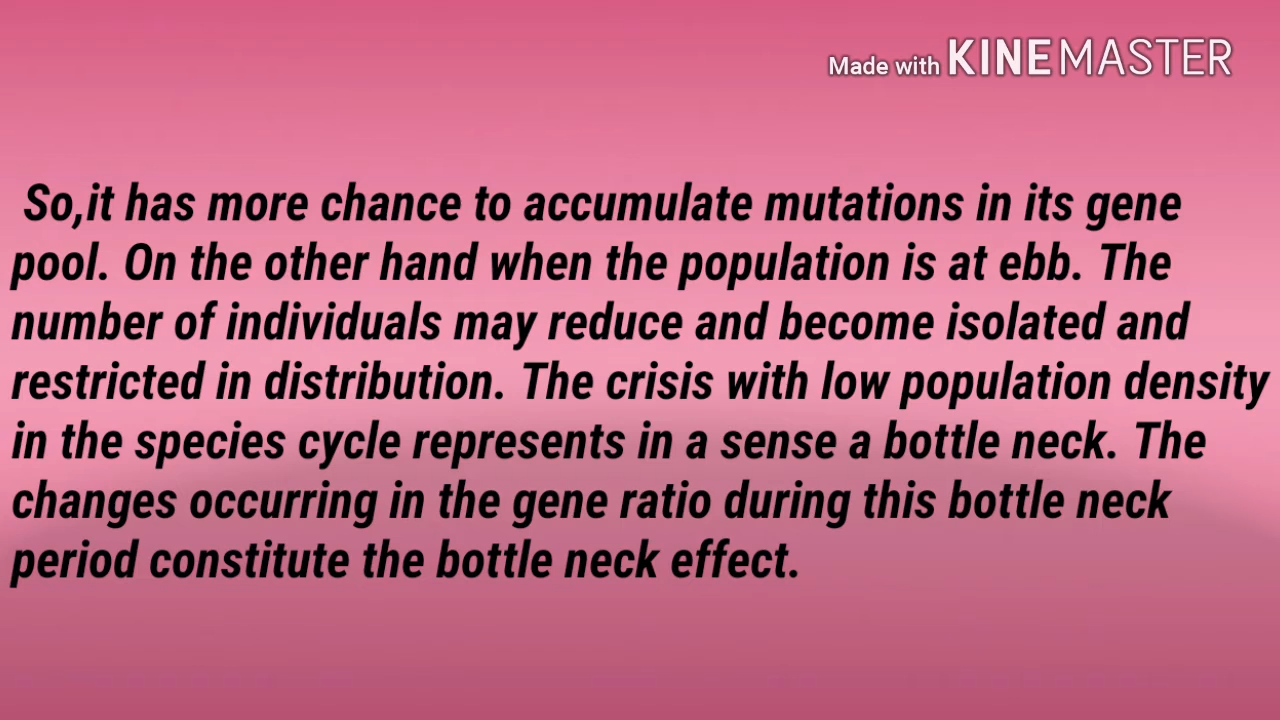 Made with KINEMASTER
So,it has more chance to accumulate mutations in its gene
pool. On the other hand when the population is at ebb. The
number of individuals may reduce and become isolated and
restricted in distribution. The crisis with low population density
in the species cycle represents in a sense a bottle neck. The
changes occurring in the gene ratio during this bottle neck
period constitute the bottle neck effect.